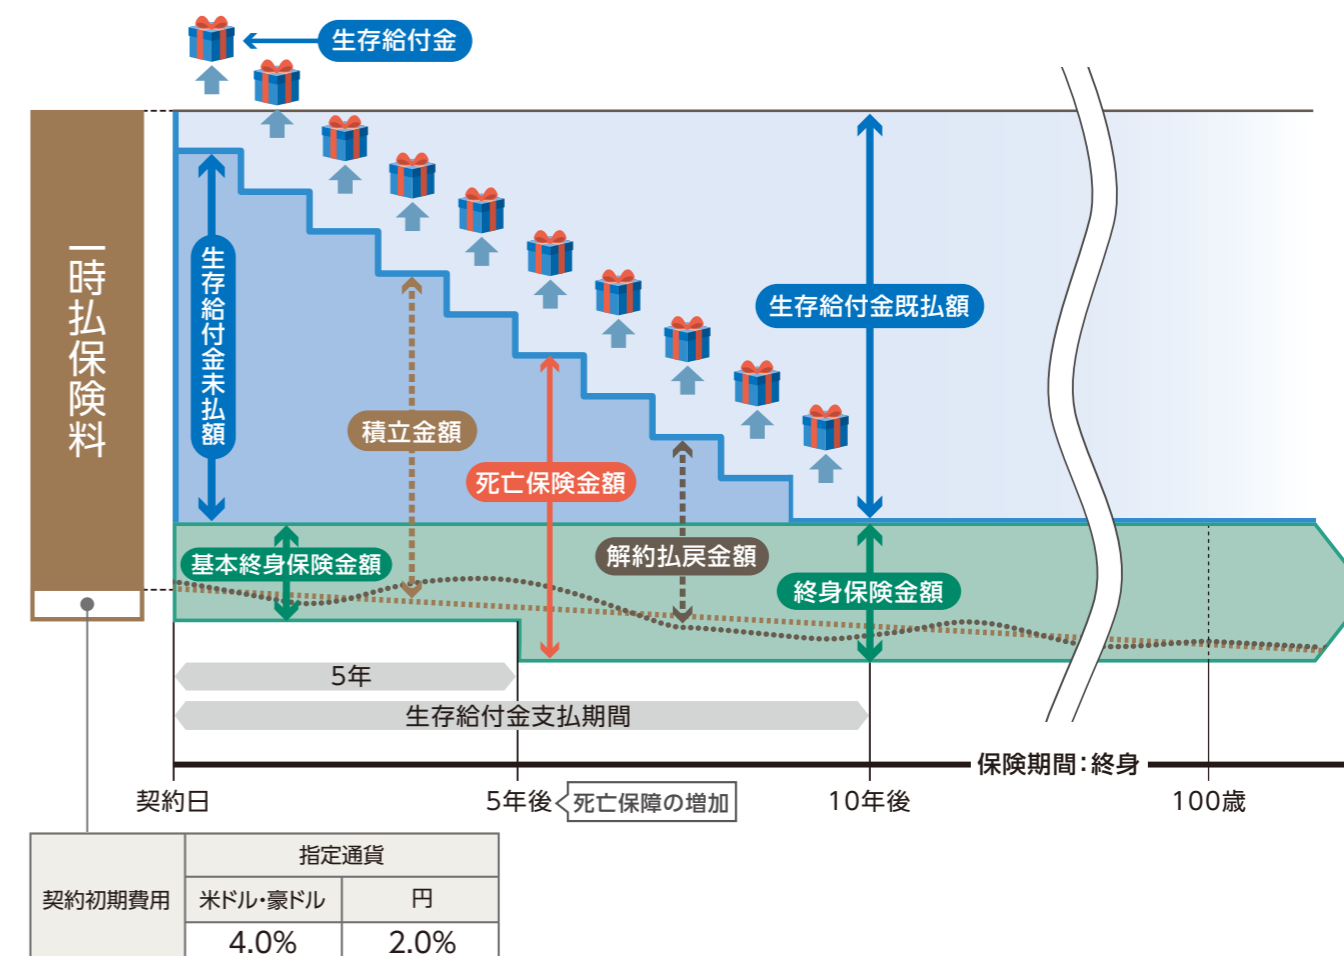 生存給付金
一時払保険料
生存給付金未払額
生存給付金既払額
積立金額
死亡保険金額
解約払戻金額
基本終身保険金額
終身保険金額
5年
生存給付金支払期間
保険期間:終身
契約日
5年後
死亡保障の増加
10年後
100歳
契約初期費用
指定通貨
米ドル・豪ドル
円
4.0%
2.0%